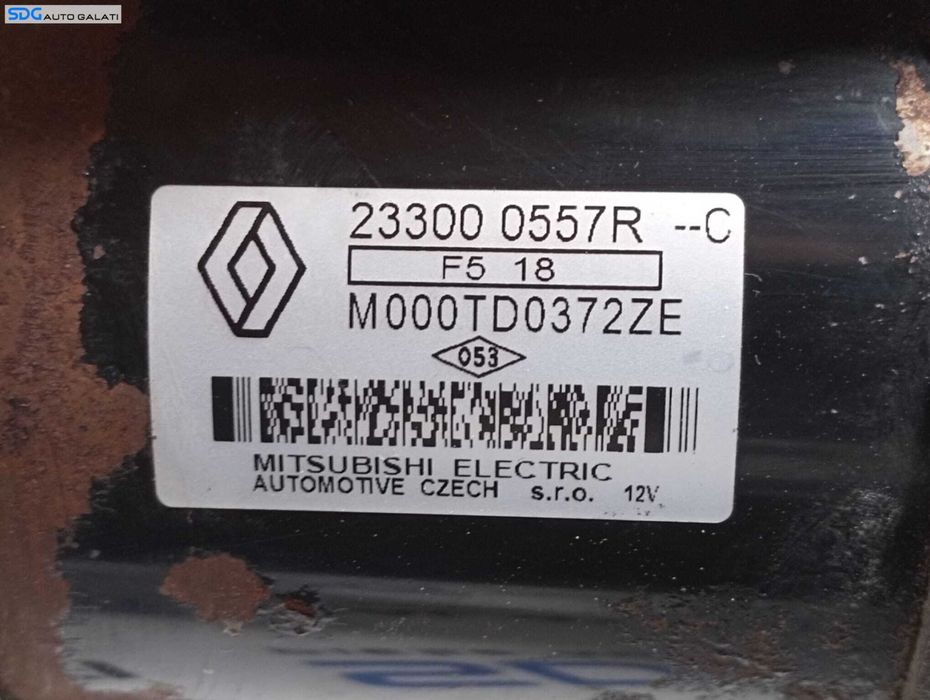 SDG AUTO GALATI
23300 0557R --C
F5 18
M000TD0372ZE
053
MITSUBISHI ELECTRIC
AUTOMOTIVE CZECH s.r.o. 12V